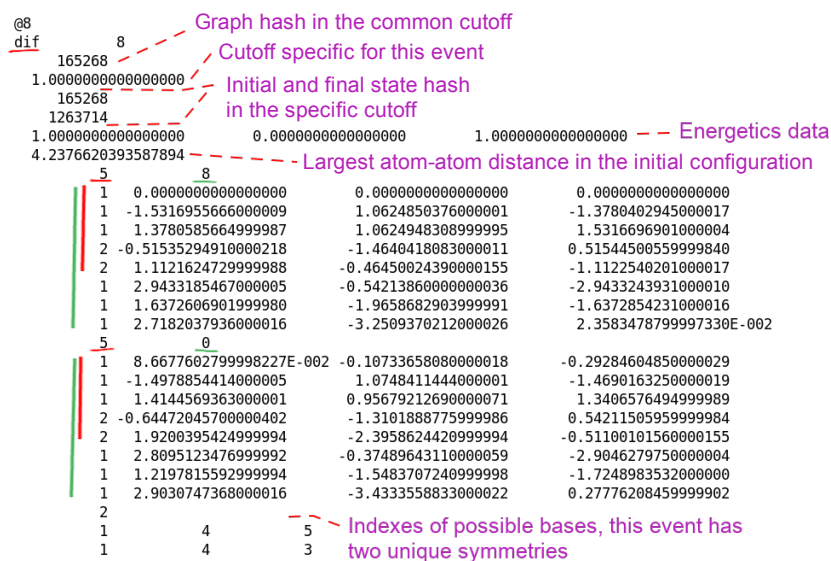 @8
dif 8
Graph hash in the common cutoff
165268
Cutoff specific for this event
1.0000000000000000
Initial and final state hash
in the specific cutoff
165268
1263714
1.0000000000000000 0.0000000000000000 1.0000000000000000 Energetics data
4.2376620393587894
Largest atom-atom distance in the initial configuration
5 8
1 0.0000000000000000 0.0000000000000000 0.0000000000000000
1 -1.5316955666000009 1.0624850376000001 -1.3780402945000017
1 1.3780585664999987 1.0624948308999995 1.5316696901000004
2 -0.51535294910000218 -1.4640418083000011 0.51544500559999840
2 1.1121624729999988 -0.46450024390000155 -1.1122540201000017
1 2.9433185467000005 -0.54213860000000036 -2.9433243931000010
1 1.6372606901999980 -1.9658682903999991 -1.6372854231000016
1 2.7182037936000016 -3.2509370212000026 2.3583478799997330E-002
5 0
1 8.6677602799998227E-002 -0.10733658080000018 -0.29284604850000029
1 -1.4978854414000005 1.0748411444000001 -1.4690163250000019
1 1.4144569363000001 0.95679212690000071 1.3406576494999989
2 -0.64472045700000402 -1.3101888775999986 0.54211505959999984
2 1.9200395424999994 -2.3958624420999994 -0.51100101560000155
1 2.8095123476999992 -0.37489643110000059 -2.9046279750000004
1 1.2197815592999994 -1.5483707240999998 -1.7248983532000000
1 2.9030747368000016 -3.4333558833000022 0.27776208459999902
2
1 4 5
Indexes of possible bases, this event has
1 4 3
two unique symmetries